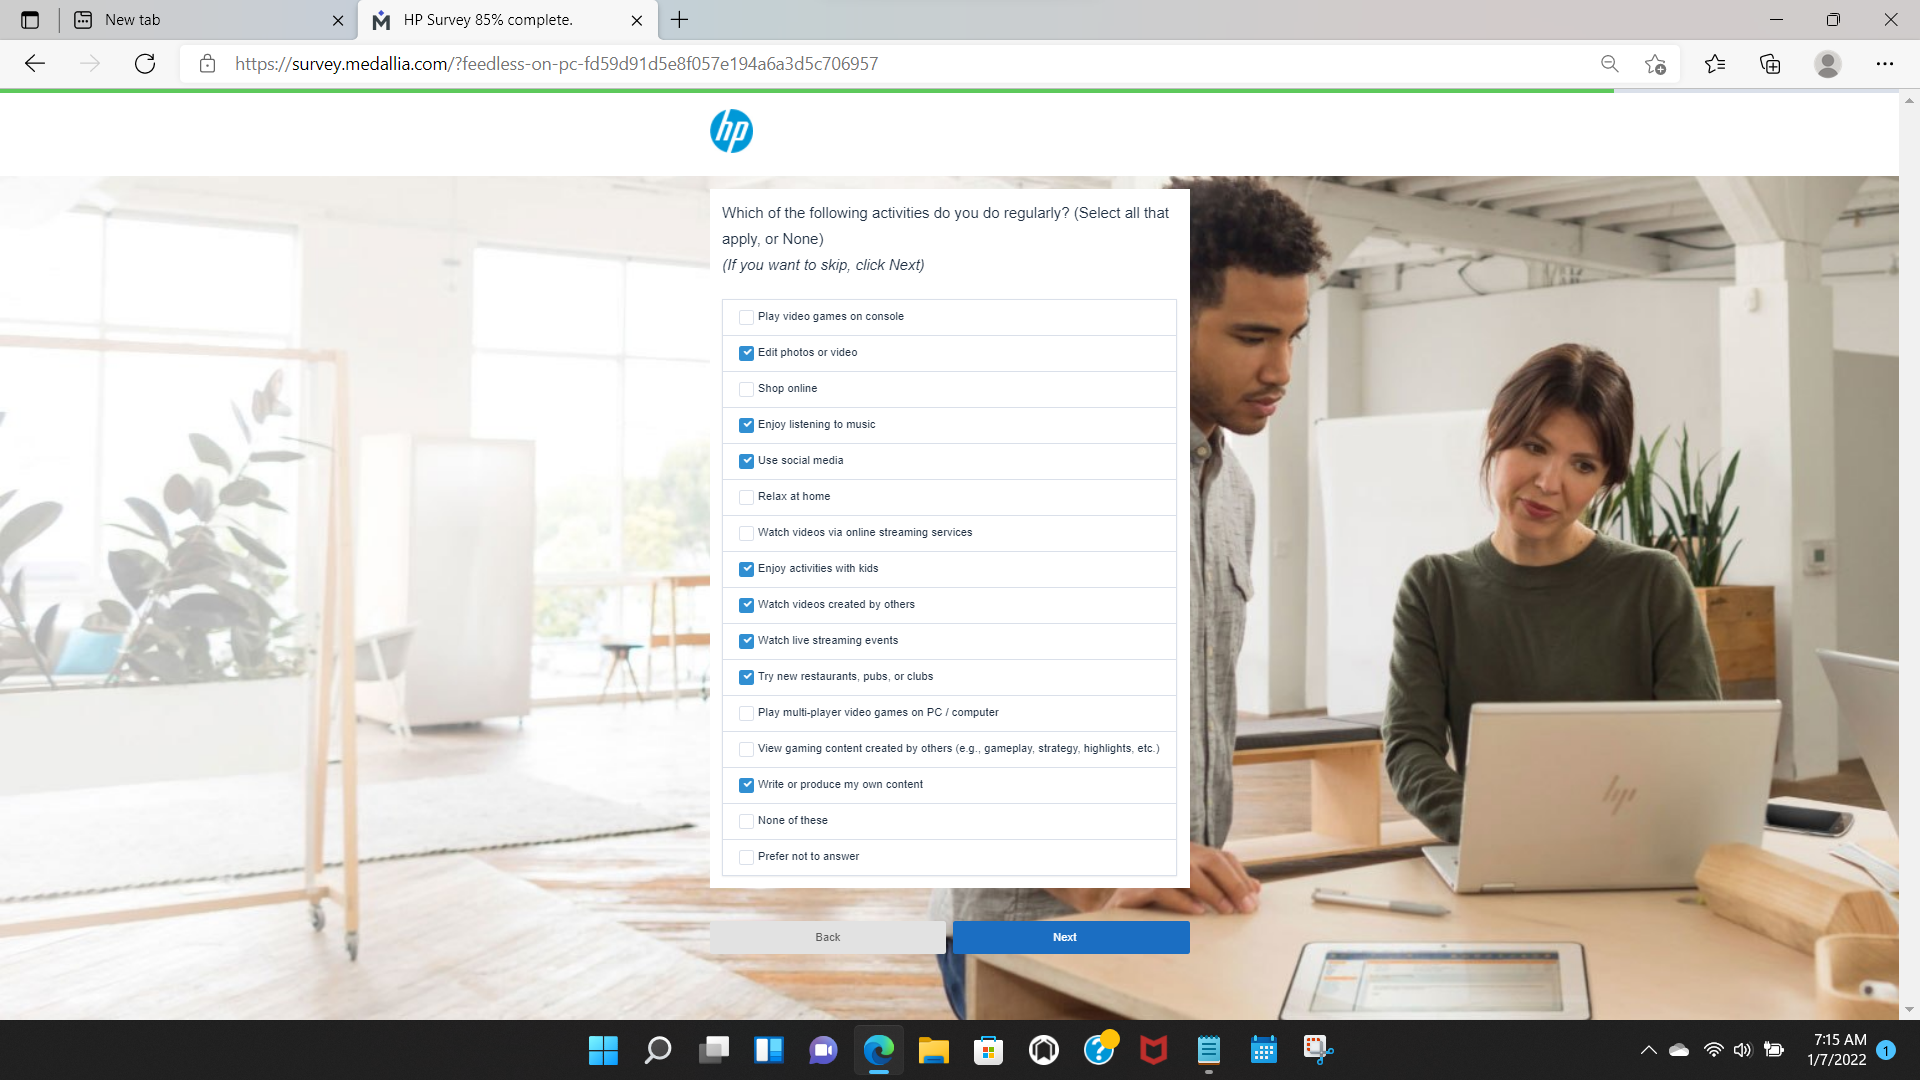 New tab
HP Survey 85% complete.
https://survey.medallia.com/?feedless-on-pc-fd59d91d5e8f057e194a6a3d5c706957
hp
Which of the following activities do you do regularly? (Select all that
apply, or None)
(If you want to skip, click Next)
Play video games on console
Edit photos or video
Shop online
Enjoy listening to music
Use social media
Relax at home
Watch videos via online streaming services
Enjoy activities with kids
Watch videos created by others
Watch live streaming events
Try new restaurants, pubs, or clubs
Play multi-player video games on PC / computer
View gaming content created by others (e.g., gameplay, strategy, highlights, etc.)
Write or produce my own content
None of these
Prefer not to answer
Back
Next
hp
7:15 AM
1/7/2022
1